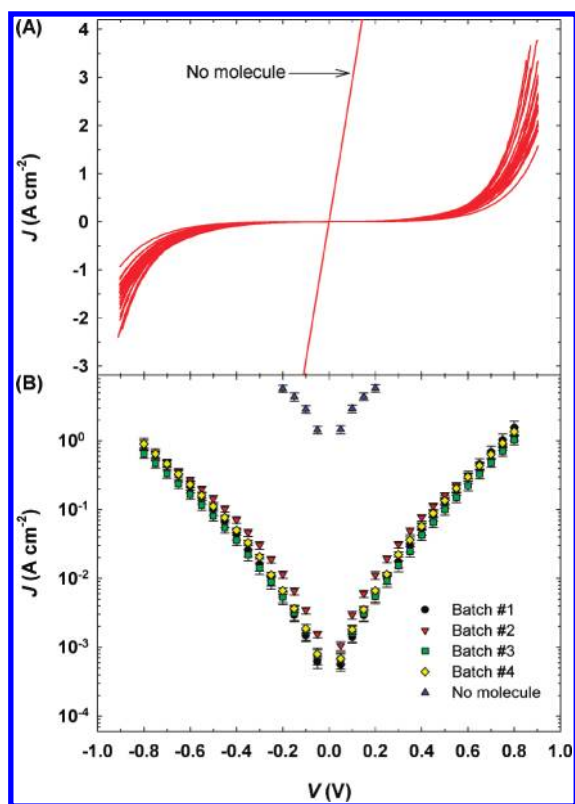 (A)
4
No molecule
3
2
1
0
-1
-2
-3
J (A cm⁻²)
(B)
10⁰
10⁻¹
10⁻²
10⁻³
10⁻⁴
J (A cm⁻²)
Batch #1
Batch #2
Batch #3
Batch #4
No molecule
-1.0 -0.8 -0.6 -0.4 -0.2 0.0 0.2 0.4 0.6 0.8 1.0
V (V)